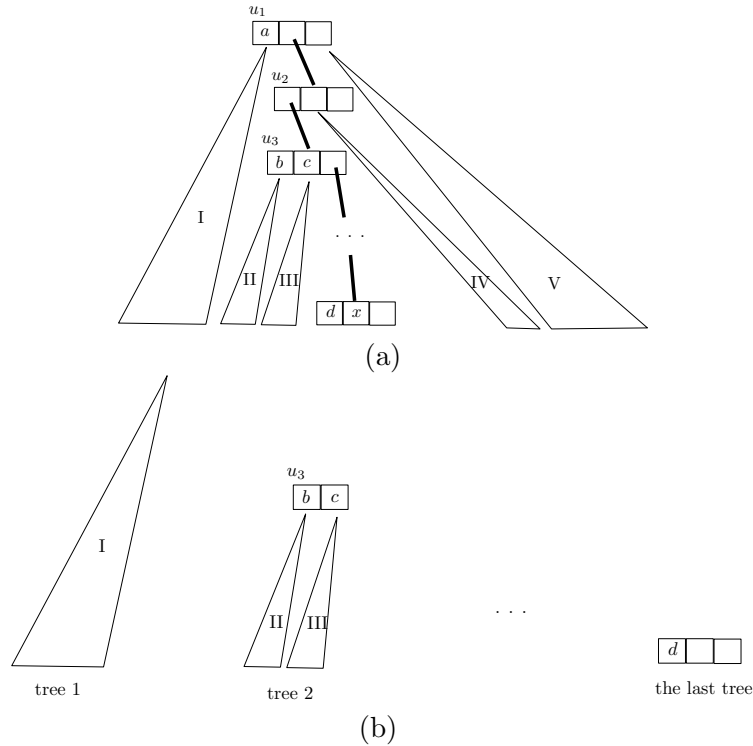 u1
a
u2
u3
b c
I
. . .
II III IV V
d x
(a)
u3
b c
I
II III
. . .
d
tree 1 tree 2 the last tree
(b)